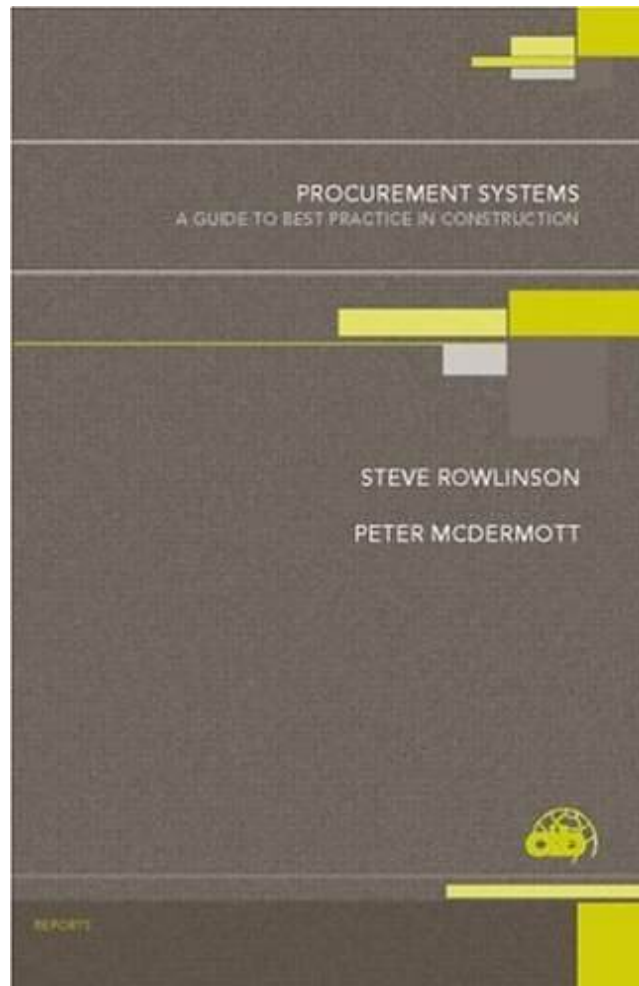 PROCUREMENT SYSTEMS
A GUIDE TO BEST PRACTICE IN CONSTRUCTION
STEVE ROWLINSON
PETER MCDERMOTT
REPORTS